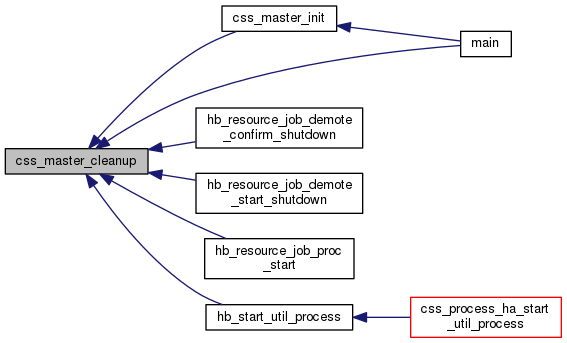 css_master_init
main
hb_resource_job_demote
_confirm_shutdown
css_master_cleanup
hb_resource_job_demote
_start_shutdown
hb_resource_job_proc
_start
hb_start_util_process
css_process_ha_start
_util_process